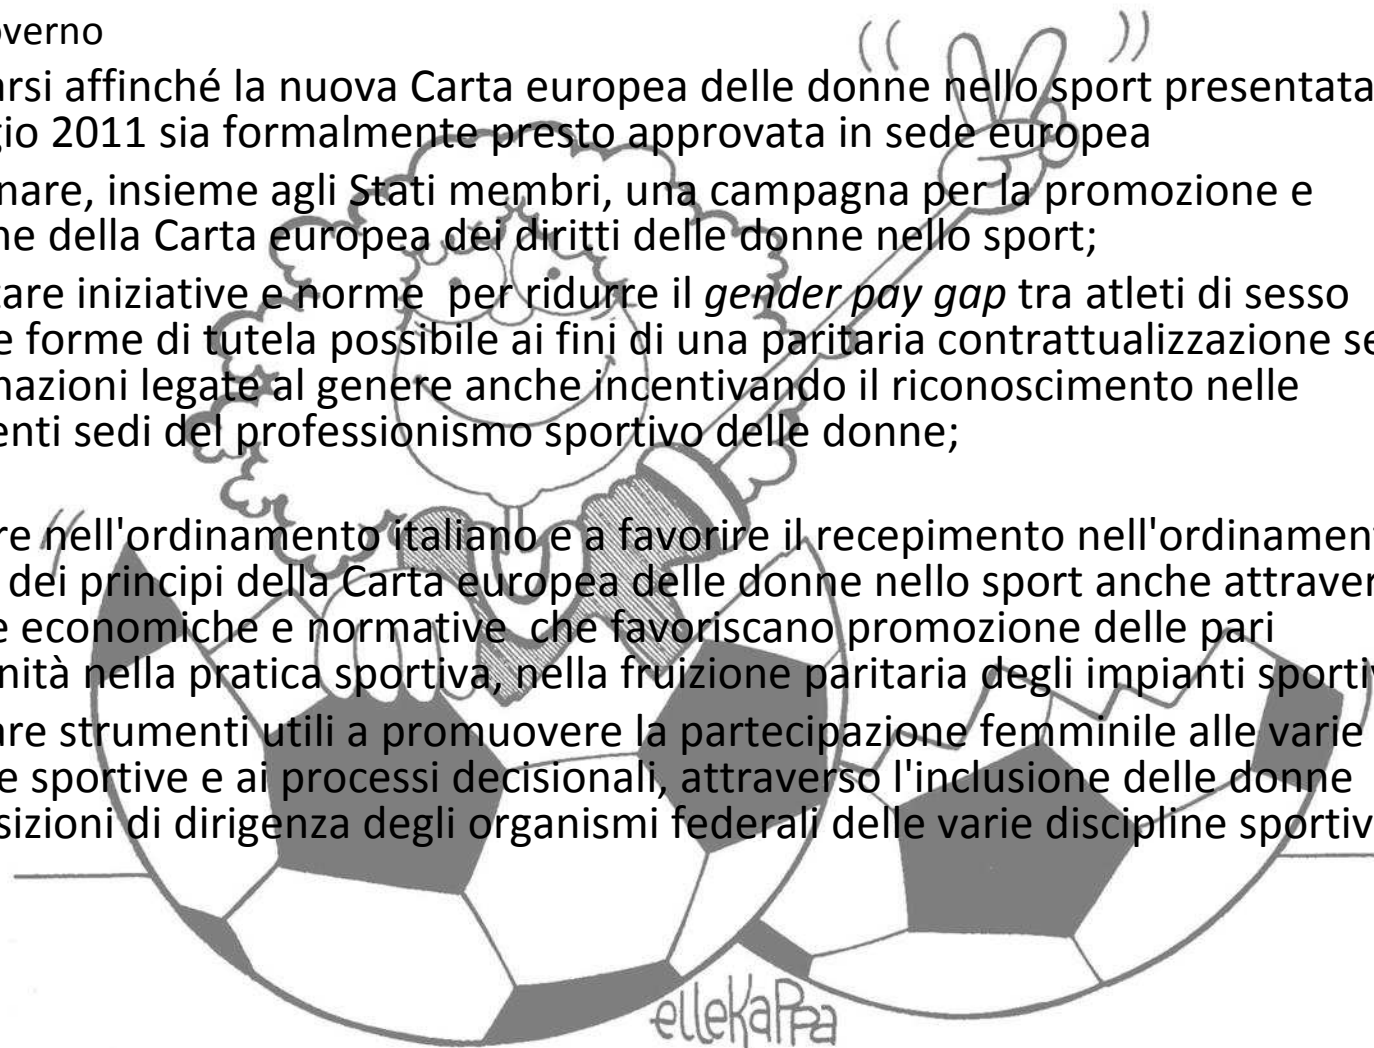 overno
arsi affinché la nuova Carta europea delle donne nello sport presentata
gio 2011 sia formalmente presto approvata in sede europea
nare, insieme agli Stati membri, una campagna per la promozione e
ne della Carta europea dei diritti delle donne nello sport;
tare iniziative e norme  per ridurre il gender pay gap tra atleti di sesso
e forme di tutela possibile ai fini di una paritaria contrattualizzazione se
nazioni legate al genere anche incentivando il riconoscimento nelle
enti sedi del professionismo sportivo delle donne;
re nell'ordinamento italiano e a favorire il recepimento nell'ordinamen
dei principi della Carta europea delle donne nello sport anche attraver
e economiche e normative  che favoriscano promozione delle pari
nità nella pratica sportiva, nella fruizione paritaria degli impianti sportiv
are strumenti utili a promuovere la partecipazione femminile alle varie
e sportive e ai processi decisionali, attraverso l'inclusione delle donne
sizioni di dirigenza degli organismi federali delle varie discipline sportiv
elleKaPPa